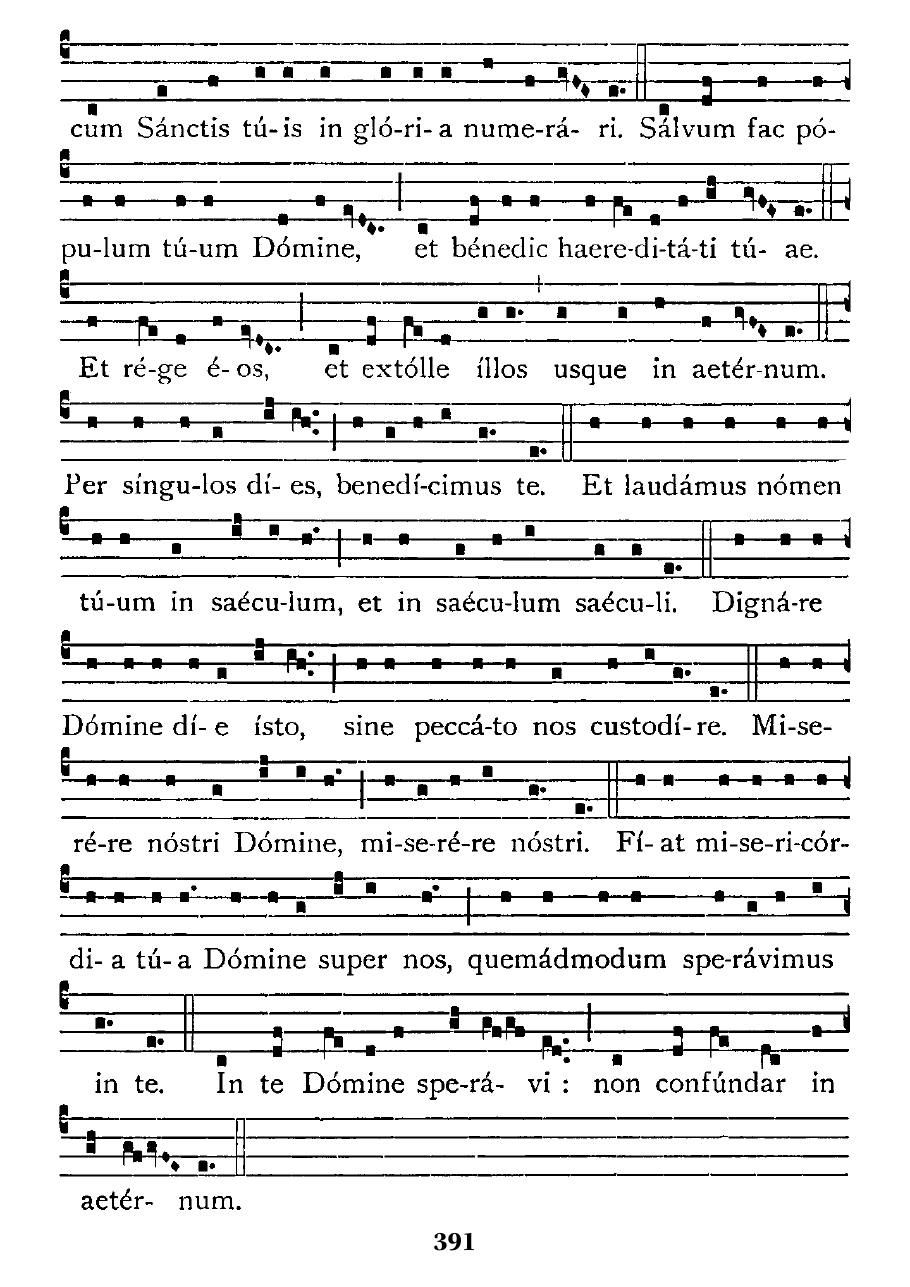 cum Sánctis tú-is in gló-ri-a nume-rá- ri. Sálvum fac pó-
pu-lum tú-um Dómine, et bénedic haere-di-tá-ti tú- ae.
Et ré-ge é-os, et extólle íllos usque in aetér-num.
Per síngu-los dí- es, benedí-cimus te. Et laudámus nómen
tú-um in saécu-lum, et in saécu-lum saécu-li. Digná-re
Dómine dí- e ísto, sine peccá-to nos custodí-re. Mi-se-
ré-re nóstri Dómine, mi-se-ré-re nóstri. Fí-at mi-se-ri-cór-
di- a tú-a Dómine super nos, quemádmodum spe-rávimus
in te. In te Dómine spe-rá- vi : non confúndar in
aetér- num.
391